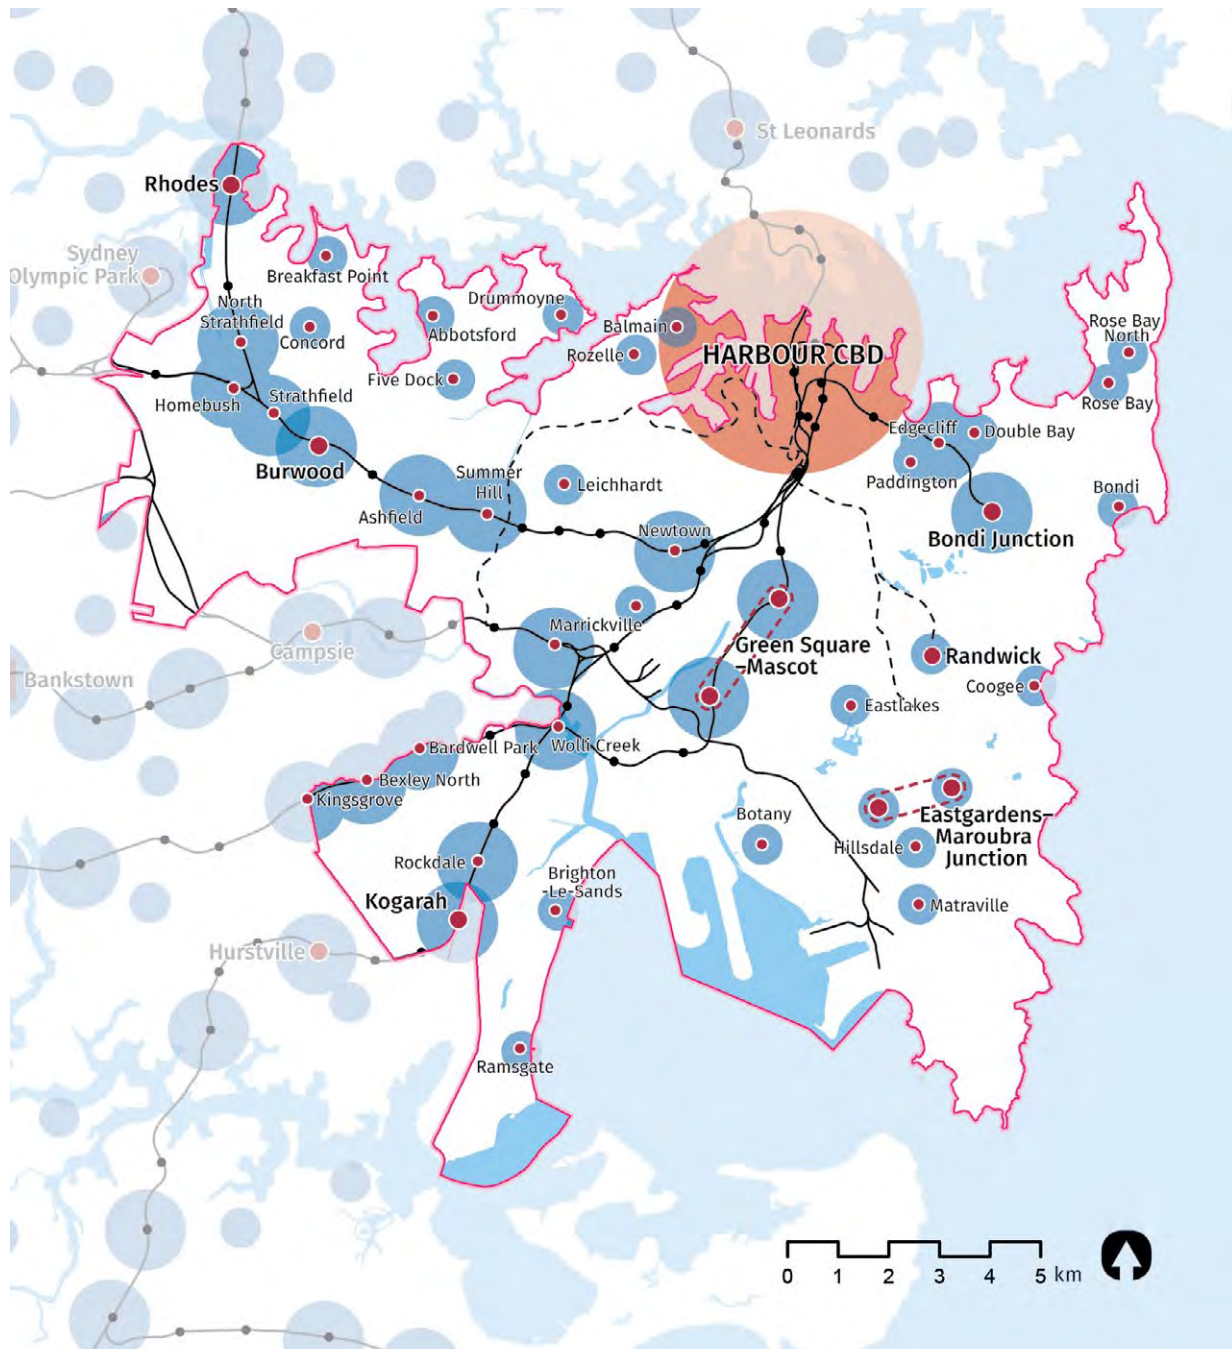 St Leonards
Rhodes
Sydney
Olympic Park
Breakfast Point
North
Strathfield
Concord
Abbotsford
Drummoyne
Balmain
Rozelle
HARBOUR CBD
Rose Bay
North
Rose Bay
Five Dock
Homebush
Strathfield
Burwood
Edgecliff
Double Bay
Paddington
Summer
Hill
Ashfield
Leichhardt
Bondi
Newtown
Bondi Junction
Marrickville
Green Square
–Mascot
Campsie
Bankstown
Randwick
Coogee
Eastlakes
Bardwell Park
Wolli Creek
Bexley North
Kingsgrove
Botany
Eastgardens–
Maroubra
Junction
Hillsdale
Rockdale
Brighton
-Le-Sands
Kogarah
Matraville
Hurstville
Ramsgate
0 1 2 3 4 5 km